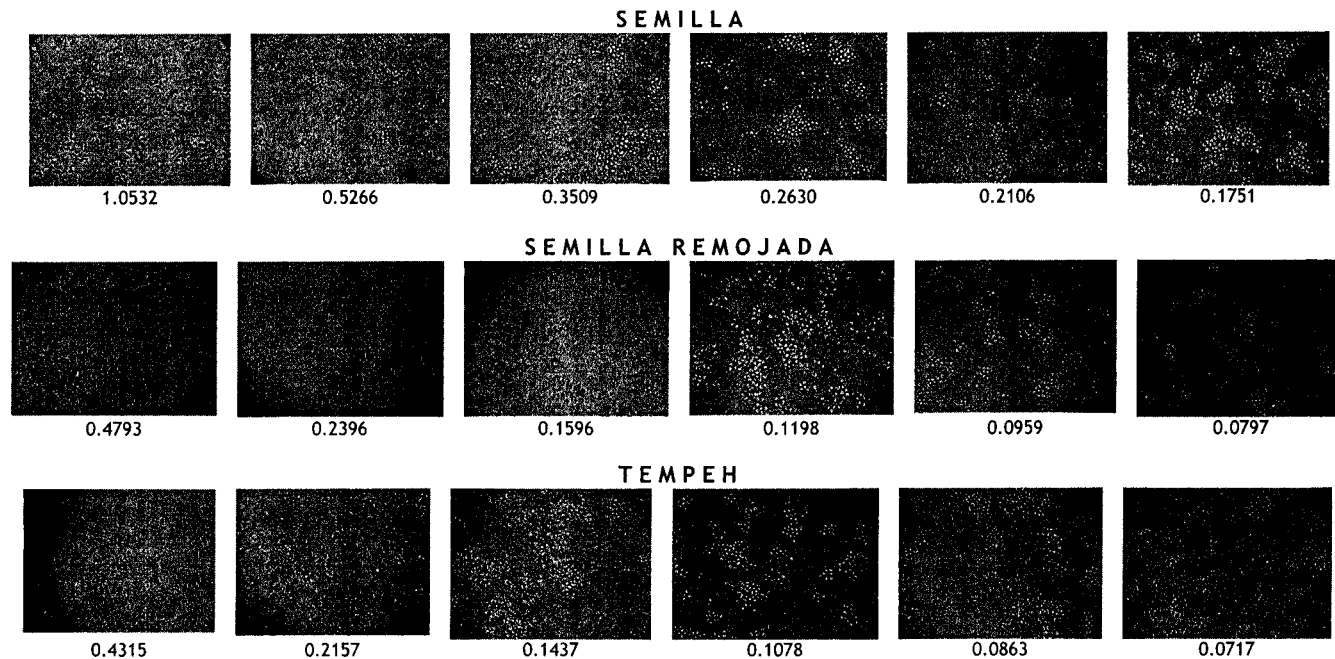 SEMILLA
1.0532 0.5266 0.3509 0.2630 0.2106 0.1751
SEMILLA REMOJADA
0.4793 0.2396 0.1596 0.1198 0.0959 0.0797
TEMPEH
0.4315 0.2157 0.1437 0.1078 0.0863 0.0717